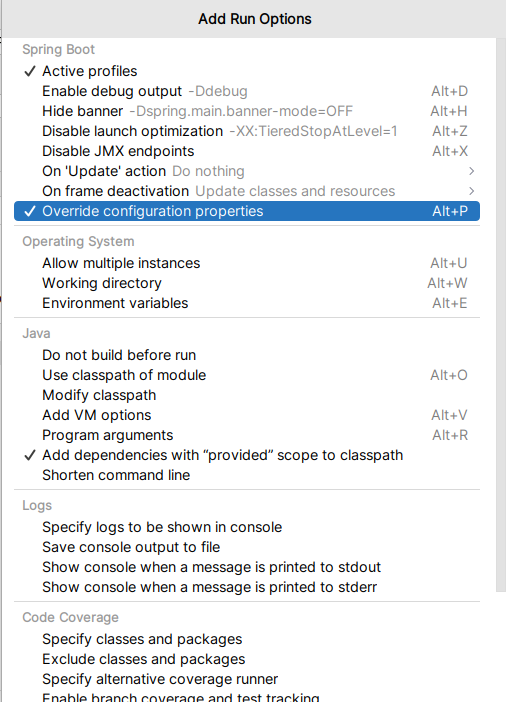 Add Run Options
Spring Boot
Active profiles
Enable debug output -Ddebug Alt+D
Hide banner -Dspring.main.banner-mode=OFF Alt+H
Disable launch optimization -XX:TieredStopAtLevel=1 Alt+Z
Disable JMX endpoints Alt+X
On 'Update' action Do nothing
On frame deactivation Update classes and resources
Override configuration properties Alt+P
Operating System
Allow multiple instances Alt+U
Working directory Alt+W
Environment variables Alt+E
Java
Do not build before run
Use classpath of module Alt+O
Modify classpath
Add VM options Alt+V
Program arguments Alt+R
Add dependencies with “provided” scope to classpath
Shorten command line
Logs
Specify logs to be shown in console
Save console output to file
Show console when a message is printed to stdout
Show console when a message is printed to stderr
Code Coverage
Specify classes and packages
Exclude classes and packages
Specify alternative coverage runner
Enable branch coverage and test tracking